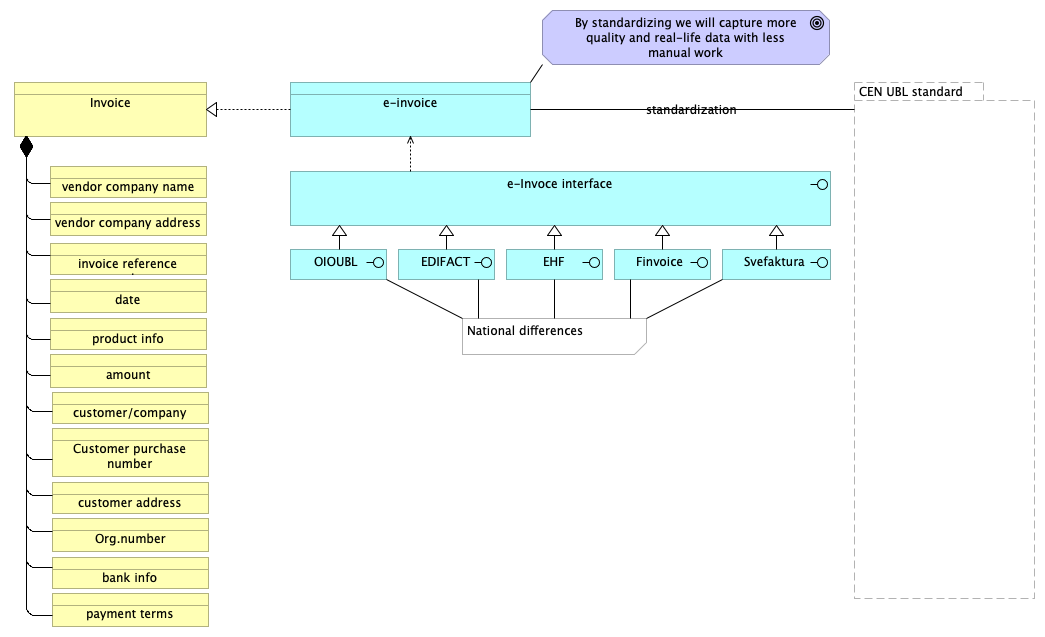 By standardizing we will capture more
quality and real-life data with less
manual work
Invoice
e-invoice
standardization
CEN UBL standard
e-Invoce interface
vendor company name
vendor company address
invoice reference
date
product info
amount
customer/company
Customer purchase
number
customer address
Org.number
bank info
payment terms
OIOUBL
EDIFACT
EHF
Finvoice
Svefaktura
National differences